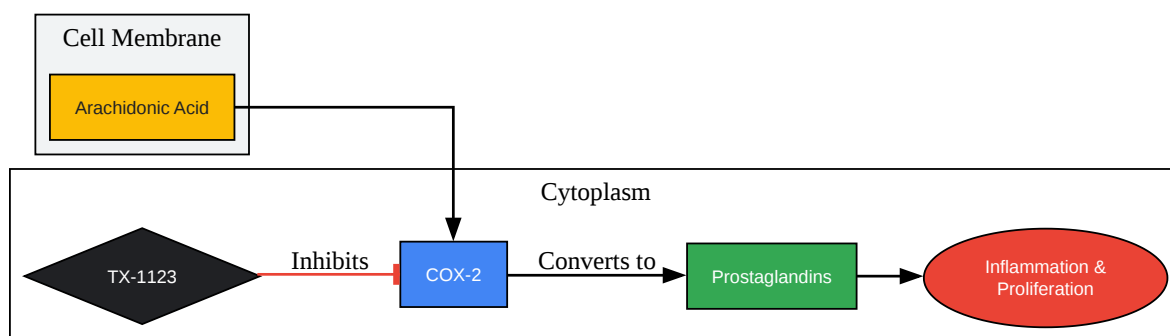 Cell Membrane
Arachidonic Acid
Cytoplasm
TX-1123
Inhibits
COX-2
Converts to
Prostaglandins
Inflammation &
Proliferation